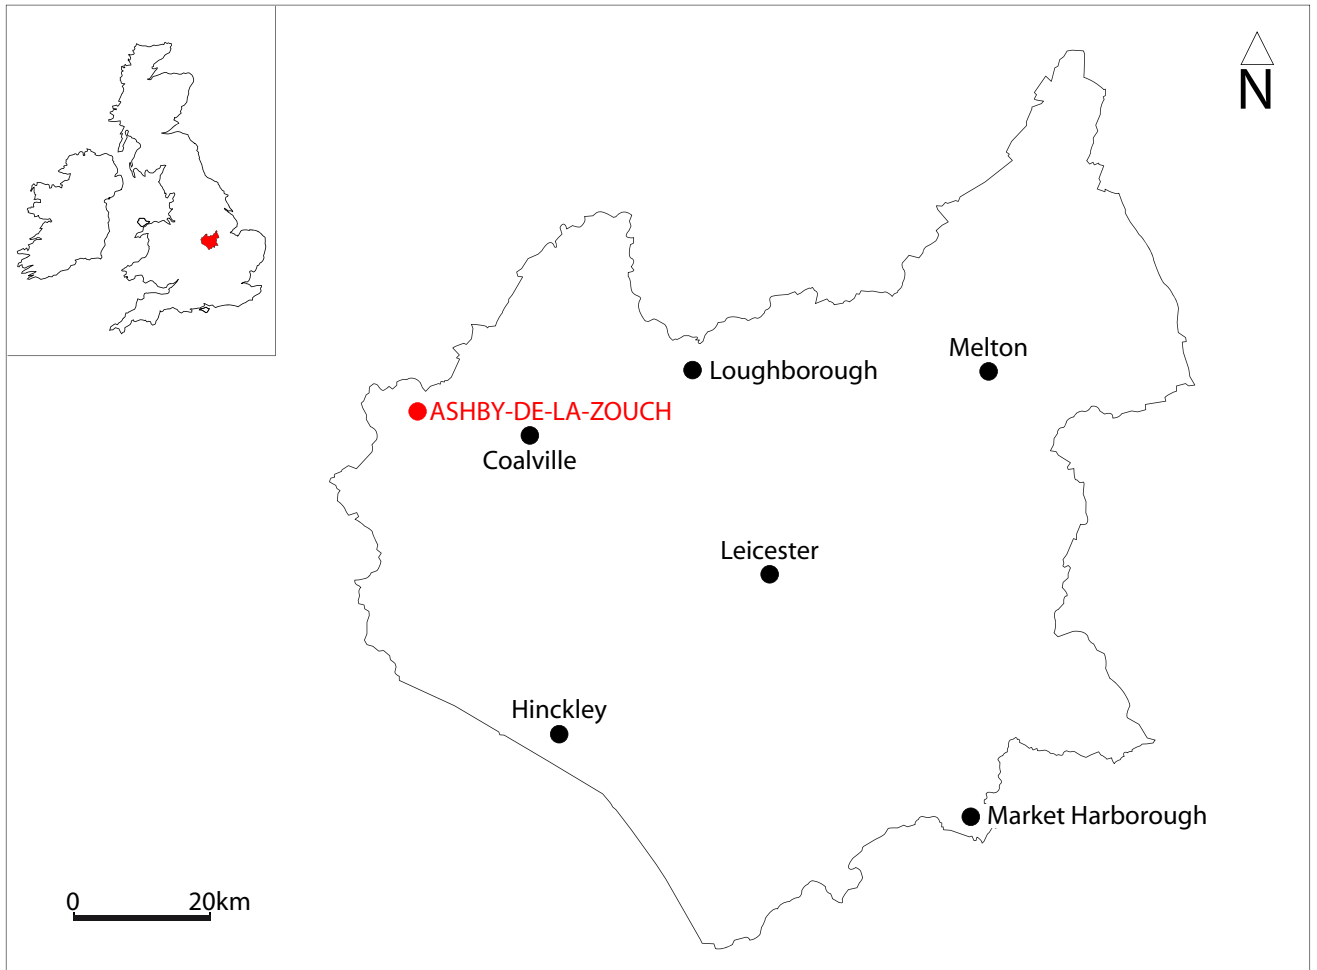 N
Melton
Loughborough
ASHBY-DE-LA-ZOUCH
Coalville
Leicester
Hinckley
Market Harborough
0 20km